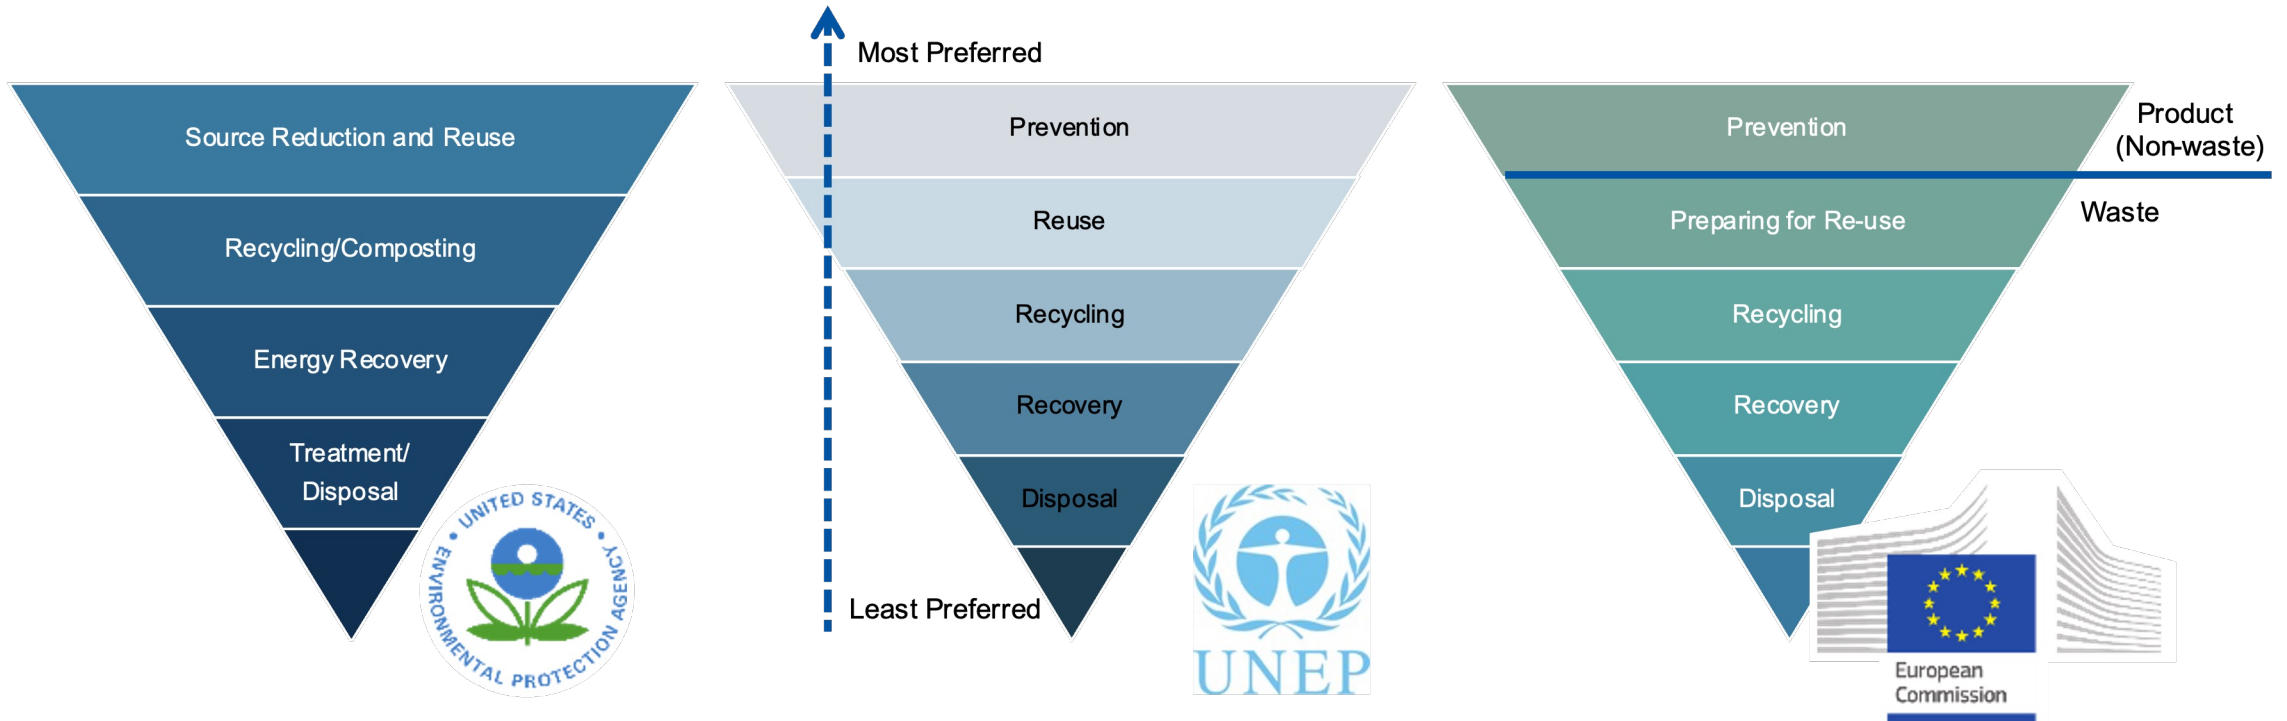 Source Reduction and Reuse
Recycling/Composting
Energy Recovery
Treatment/
Disposal
UNITED STATES
ENVIRONMENTAL PROTECTION AGENCY
Most Preferred
Prevention
Reuse
Recycling
Recovery
Disposal
Least Preferred
UNEP
Prevention
Product
(Non-waste)
Preparing for Re-use
Waste
Recycling
Recovery
Disposal
European
Commission